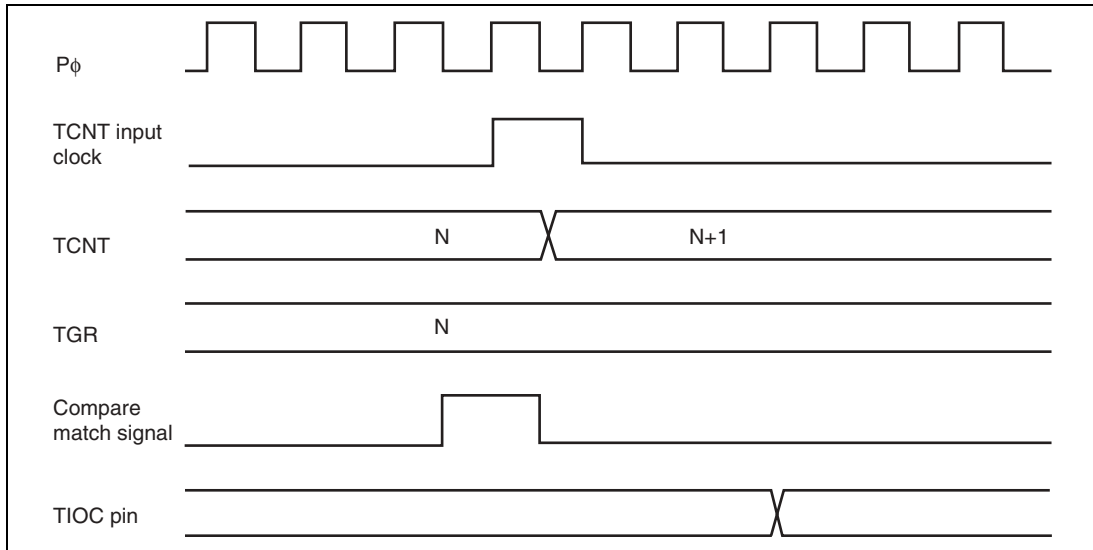 Pϕ
TCNT input
clock
TCNT
N
N+1
TGR
N
Compare
match signal
TIOC pin